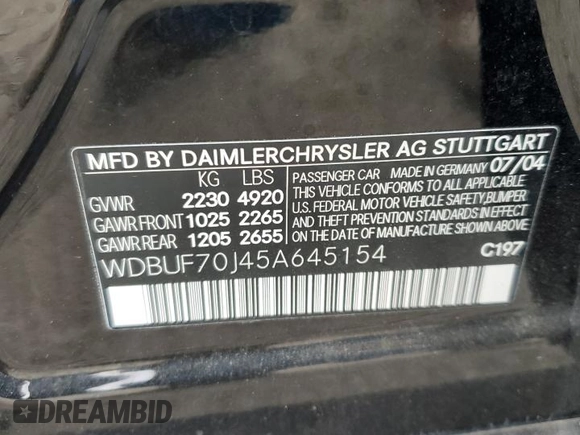 MFD BY DAIMLERCHRYSLER AG STUTTGART
KG LBS
GVWR 2230 4920
GAWR FRONT 1025 2265
GAWR REAR 1205 2655
PASSENGER CAR MADE IN GERMANY 07/04
THIS VEHICLE CONFORMS TO ALL APPLICABLE
U.S. FEDERAL MOTOR VEHICLE SAFETY, BUMPER
AND THEFT PREVENTION STANDARDS IN EFFECT
ON THE DATE OF MANUFACTURE SHOWN ABOVE.
WDBUF70J45A645154
C197
DREAMBID